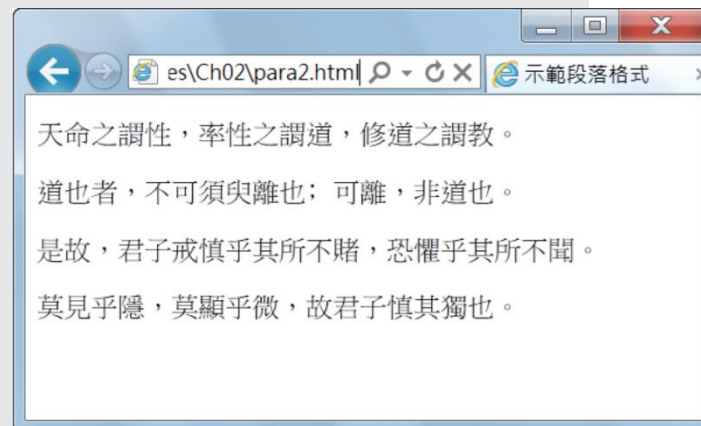 es\Ch02\para2.html
示範段落格式
天命之謂性，率性之謂道，修道之謂教。
道也者，不可須臾離也; 可離，非道也。
是故，君子戒慎乎其所不賭，恐懼乎其所不聞。
莫見乎隱，莫顯乎微，故君子慎其獨也。